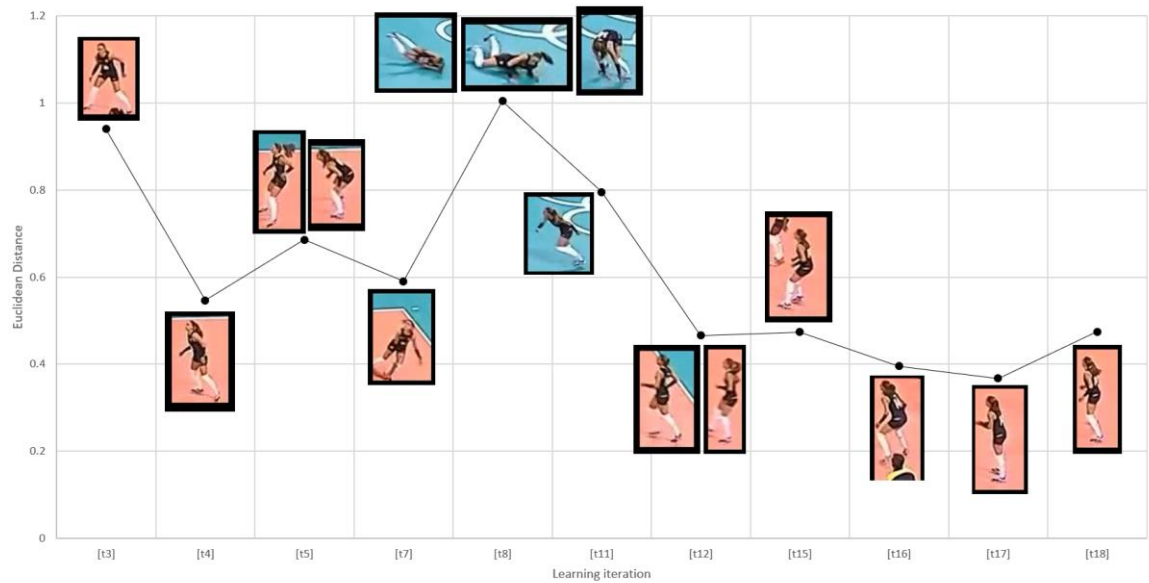 1.2
1
0.8
0.6
0.4
0.2
0
Euclidean Distance
[t3] [t4] [t5] [t7] [t8] [t11] [t12] [t15] [t16] [t17] [t18]
Learning iteration